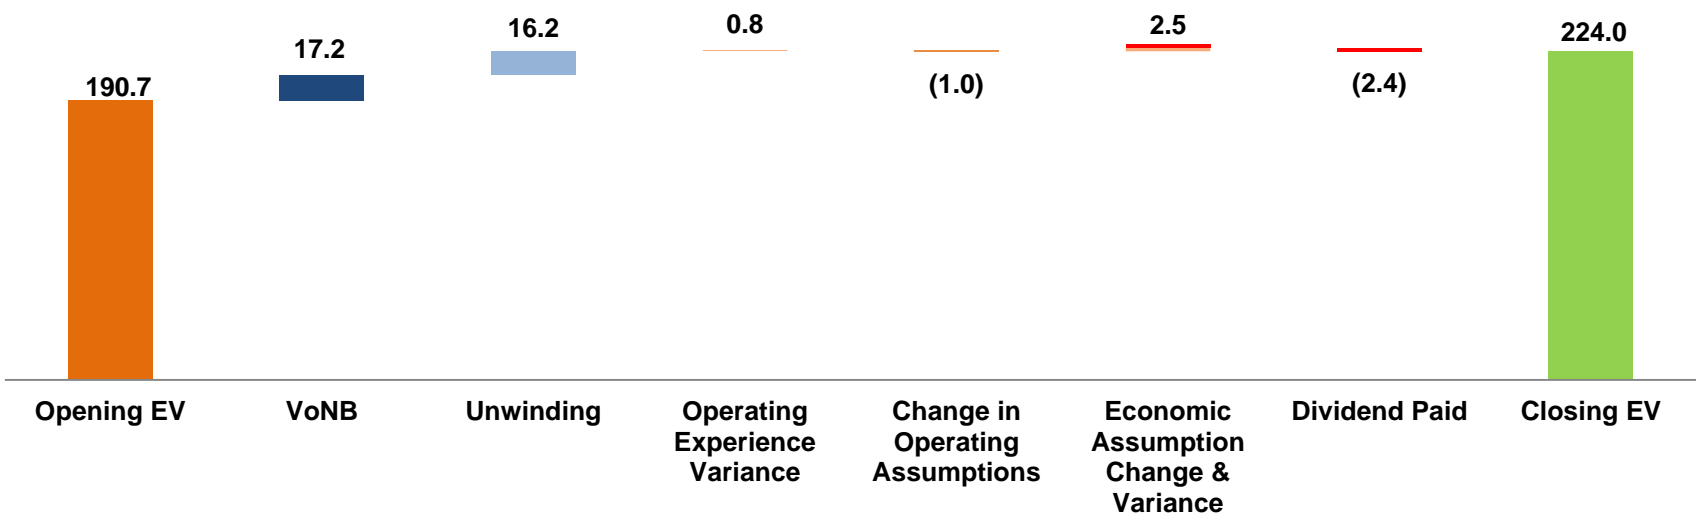 190.7
17.2
16.2
0.8
(1.0)
2.5
(2.4)
224.0
Opening EV
VoNB
Unwinding
Operating
Experience
Variance
Change in
Operating
Assumptions
Economic
Assumption
Change &
Variance
Dividend Paid
Closing EV